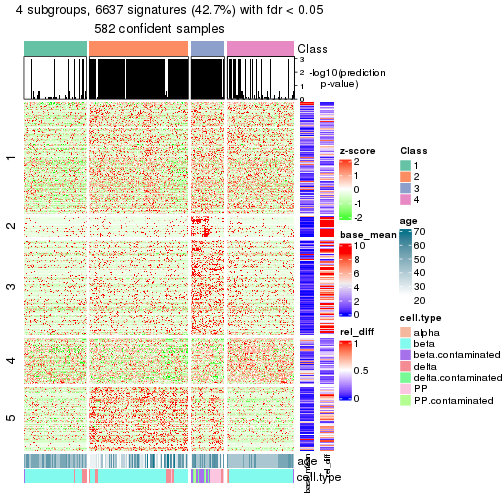 4 subgroups, 6637 signatures (42.7%) with fdr < 0.05
582 confident samples
Class
3
2
1
0
-log10(prediction
p-value)
1
2
3
4
5
z-score
2
1
0
-1
-2
base_mean
10
8
6
4
2
0
rel_diff
1
0.5
0
Class
1
2
3
4
age
70
60
50
40
30
20
cell.type
alpha
beta
beta.contaminated
delta
delta.contaminated
PP
PP.contaminated
age
cell.type
base_mean
rel_diff